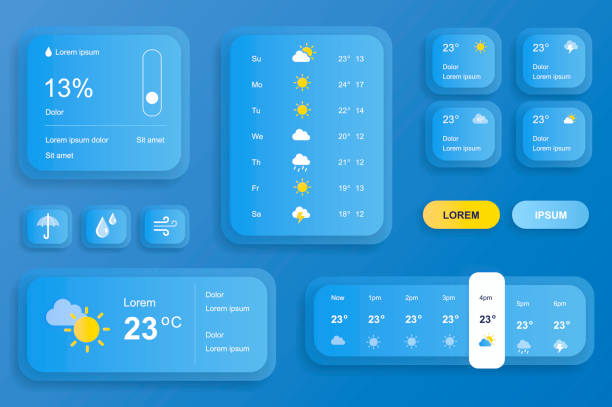 Lorem ipsum
13%
Dolor
Lorem ipsum dolor Sit amet
Sit amet
Su 23° 13
Mo 24° 17
Tu 22° 14
We 20° 12
Th 21° 12
Fr 19° 13
Sa 18° 12
23°
Dolor
Lorem ipsum
23°
Dolor
Lorem ipsum
23°
Dolor
Lorem ipsum
23°
Dolor
Lorem ipsum
LOREM
IPSUM
Lorem
23°C
Dolor
Lorem ipsum
Dolor
Lorem ipsum
Now 1pm 2pm 3pm 4pm 5pm 6pm
23° 23° 23° 23° 23° 23° 23°